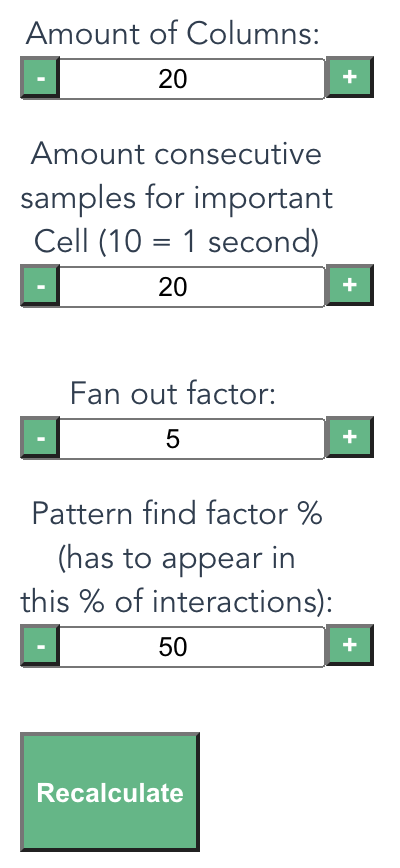 Amount of Columns:
- 20 +
Amount consecutive
samples for important
Cell (10 = 1 second)
- 20 +
Fan out factor:
- 5 +
Pattern find factor %
(has to appear in
this % of interactions):
- 50 +
Recalculate